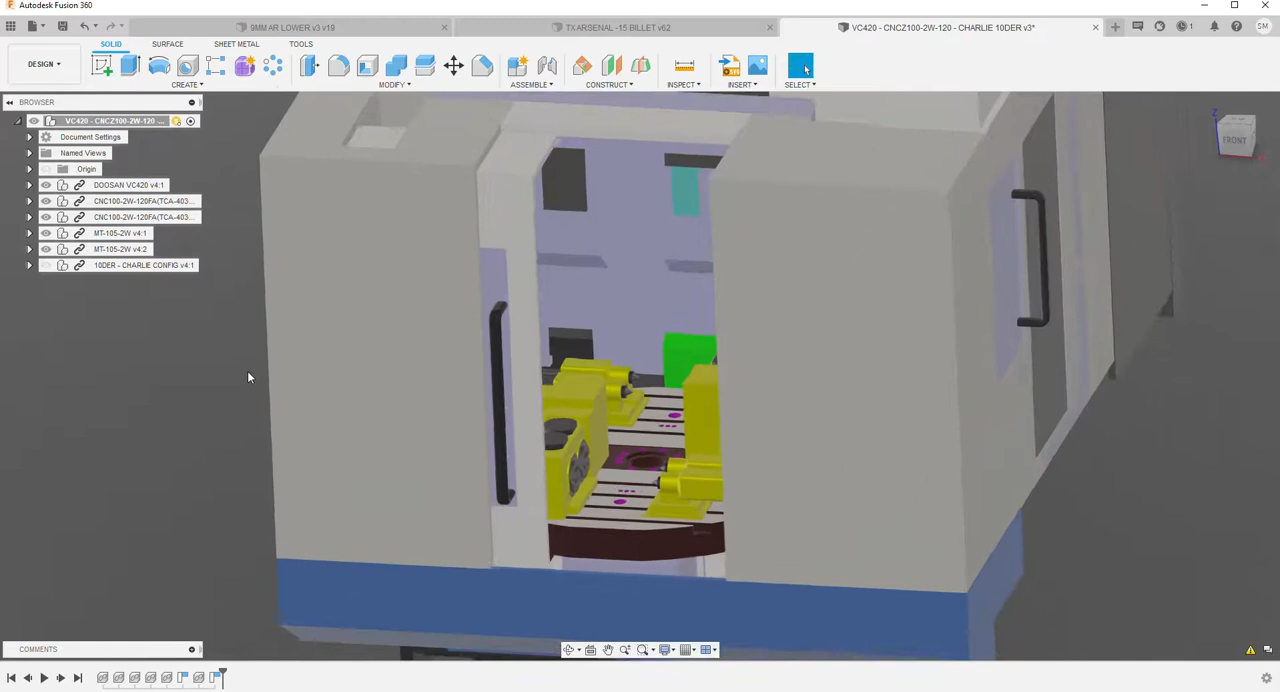 Autodesk Fusion 360
9MM AR LOWER v3 v19
TXARSENAL -15 BILLET v62
VC420 - CNCZ100-2W-120 - CHARLIE 10DER v3*
1
SM
DESIGN
SOLID
SURFACE
SHEET METAL
TOOLS
CREATE
MODIFY
ASSEMBLE
CONSTRUCT
INSPECT
INSERT
SELECT
BROWSER
VC420 - CNCZ100-2W-120 ...
Document Settings
Named Views
Origin
DOOSAN VC420 v4:1
CNC100-2W-120FA(TCA-403...
CNC100-2W-120FA(TCA-403...
MT-105-2W v4:1
MT-105-2W v4:2
10DER - CHARLIE CONFIG v4:1
Z
FRONT
X
COMMENTS